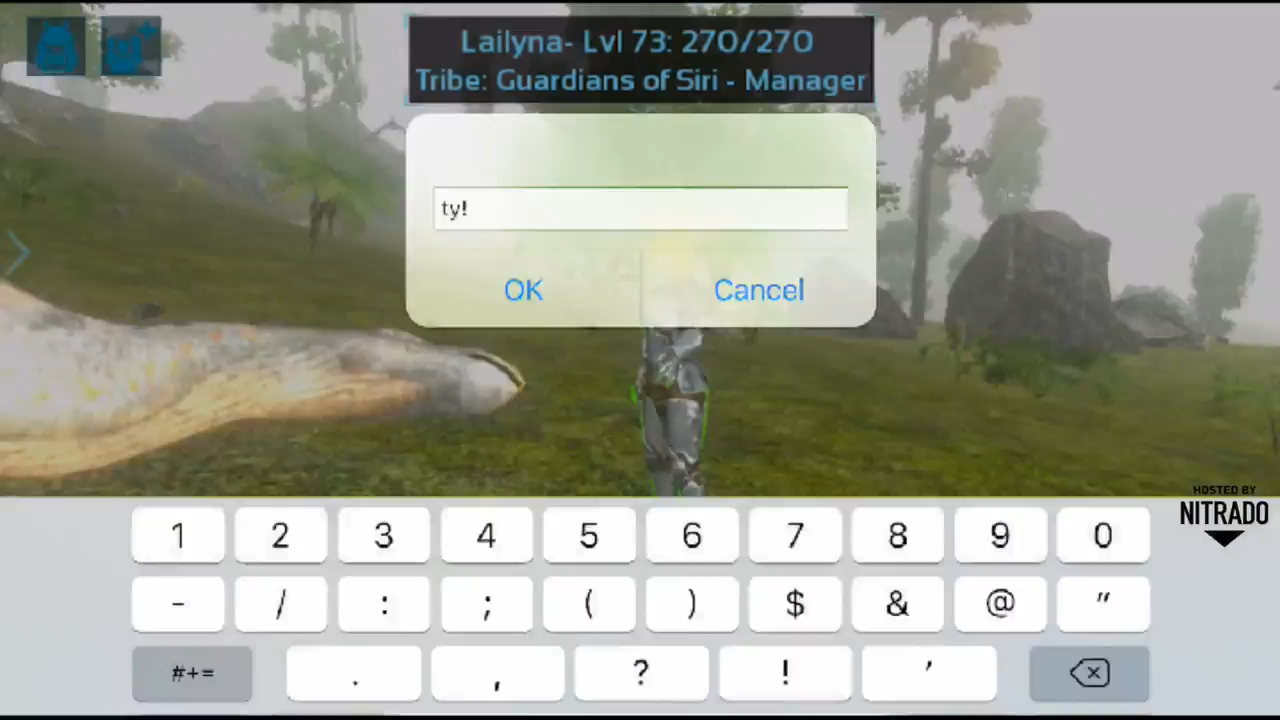 Lailyna- Lvl 73: 270/270
Tribe: Guardians of Siri - Manager
ty!
OK Cancel
HOSTED BY
NITRADO
1 2 3 4 5 6 7 8 9 0
- / : ; ( ) $ & @ "
#+= . , ? ! '